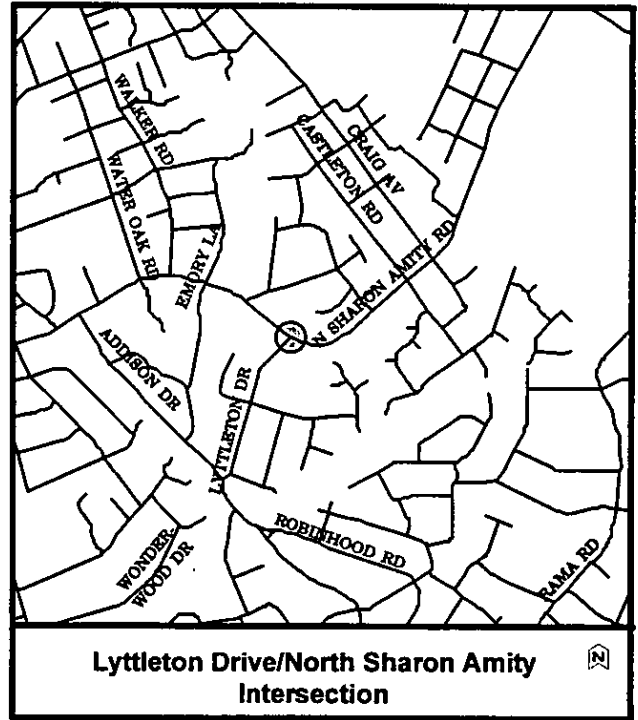 WALKER RD
CRAIG AV
CASTLETON RD
WATER OAK RD
EMORY LA
N SHARON AMITY RD
ADDISON DR
LYTTLETON DR
ROBINHOOD RD
WONDER-
WOOD DR
RAMA RD
Lyttleton Drive/North Sharon Amity
Intersection
N